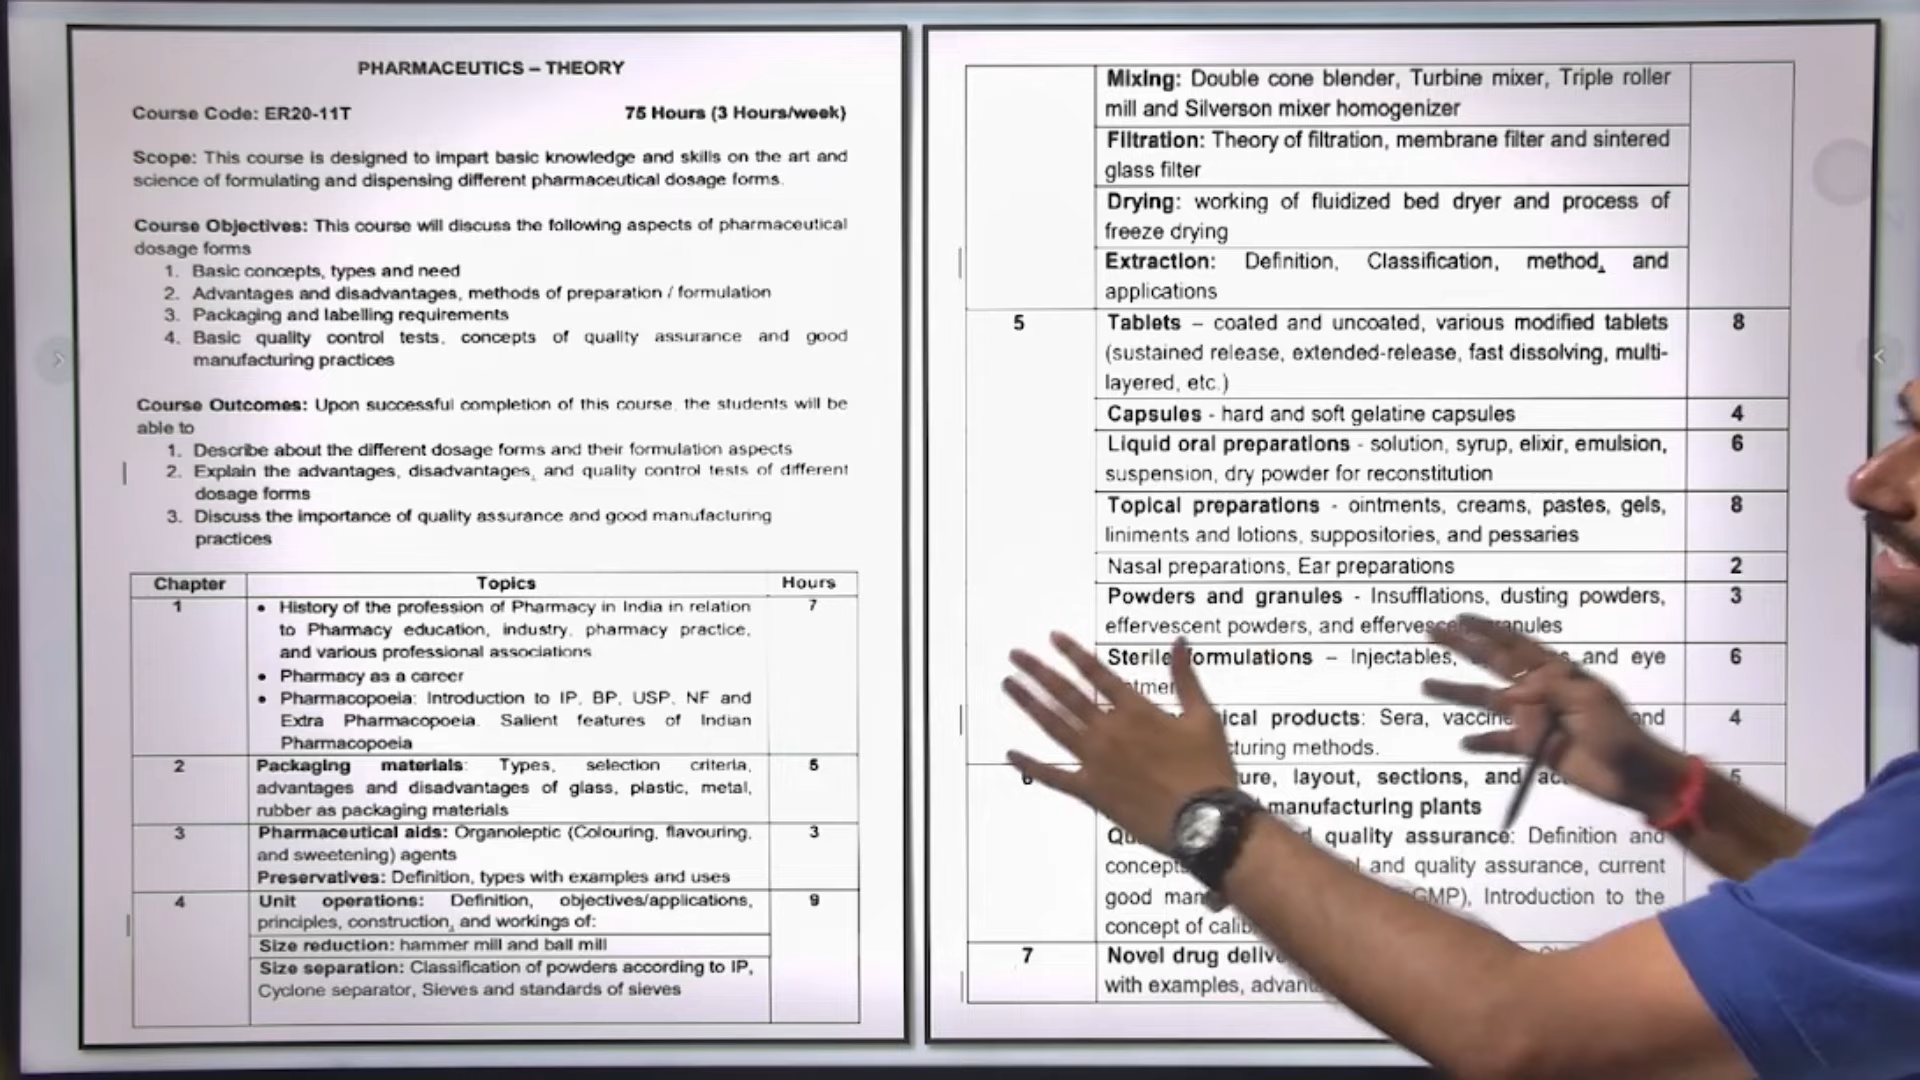 PHARMACEUTICS – THEORY
Course Code: ER20-11T 75 Hours (3 Hours/week)
Scope: This course is designed to impart basic knowledge and skills on the art and
science of formulating and dispensing different pharmaceutical dosage forms.
Course Objectives: This course will discuss the following aspects of pharmaceutical
dosage forms
1. Basic concepts, types and need
2. Advantages and disadvantages, methods of preparation / formulation
3. Packaging and labelling requirements
4. Basic quality control tests, concepts of quality assurance and good
manufacturing practices
Course Outcomes: Upon successful completion of this course, the students will be
able to
1. Describe about the different dosage forms and their formulation aspects
2. Explain the advantages, disadvantages, and quality control tests of different
dosage forms
3. Discuss the importance of quality assurance and good manufacturing
practices
Chapter Topics Hours
1 • History of the profession of Pharmacy in India in relation 7
to Pharmacy education, industry, pharmacy practice,
and various professional associations.
• Pharmacy as a career
• Pharmacopoeia: Introduction to IP, BP, USP, NF and
Extra Pharmacopoeia. Salient features of Indian
Pharmacopoeia
2 Packaging materials: Types, selection criteria, 5
advantages and disadvantages of glass, plastic, metal,
rubber as packaging materials
3 Pharmaceutical aids: Organoleptic (Colouring, flavouring, 3
and sweetening) agents
Preservatives: Definition, types with examples and uses
4 Unit operations: Definition, objectives/applications, 9
principles, construction, and workings of:
Size reduction: hammer mill and ball mill
Size separation: Classification of powders according to IP,
Cyclone separator, Sieves and standards of sieves
Mixing: Double cone blender, Turbine mixer, Triple roller
mill and Silverson mixer homogenizer
Filtration: Theory of filtration, membrane filter and sintered
glass filter
Drying: working of fluidized bed dryer and process of
freeze drying
Extraction: Definition, Classification, method, and
applications
5 Tablets – coated and uncoated, various modified tablets 8
(sustained release, extended-release, fast dissolving, multi-
layered, etc.)
Capsules - hard and soft gelatine capsules 4
Liquid oral preparations - solution, syrup, elixir, emulsion, 6
suspension, dry powder for reconstitution
Topical preparations - ointments, creams, pastes, gels, 8
liniments and lotions, suppositories, and pessaries
Nasal preparations, Ear preparations 2
Powders and granules - Insufflations, dusting powders, 3
effervescent powders, and effervescent granules
Sterile formulations – Injectables, and eye 6
products: Sera, 4
methods.
6 layout, sections, and 5
manufacturing plants
quality assurance: Definition and
and quality assurance, current
good GMP), Introduction to the
concept of
7 Novel drug
with examples,